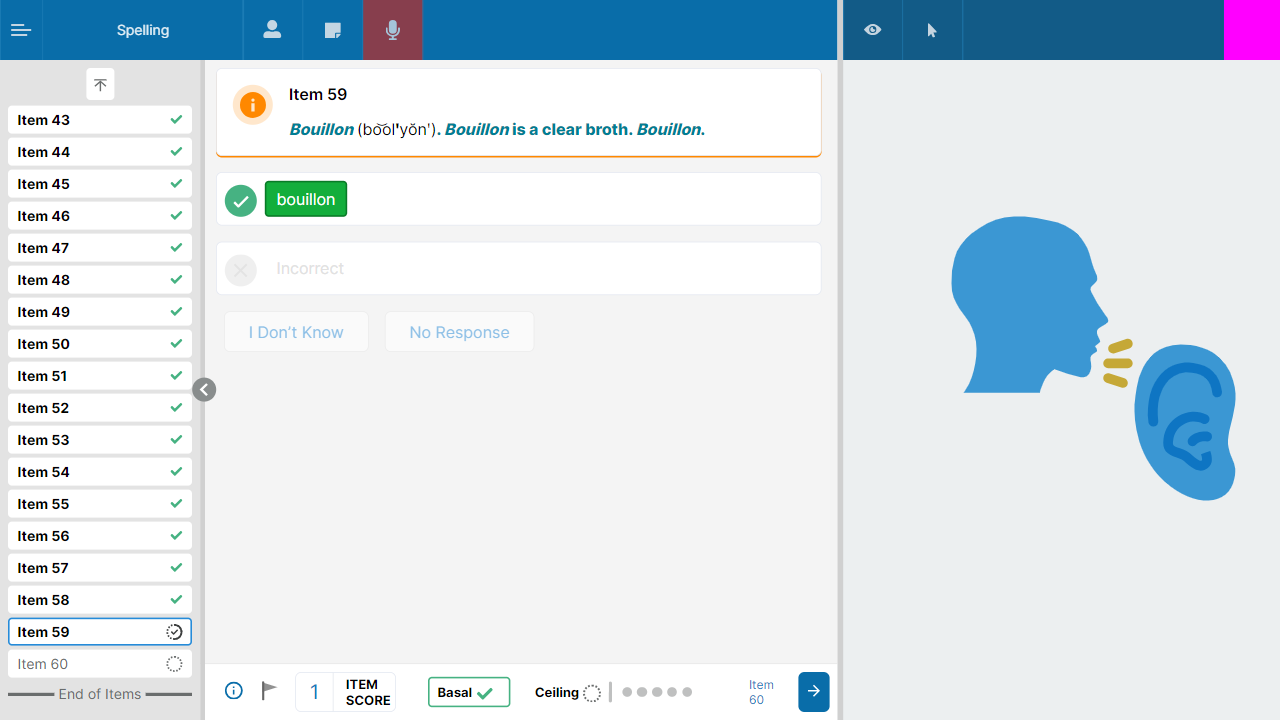 Spelling
Item 43
Item 44
Item 45
Item 46
Item 47
Item 48
Item 49
Item 50
Item 51
Item 52
Item 53
Item 54
Item 55
Item 56
Item 57
Item 58
Item 59
Item 60
End of Items
Item 59
Bouillon (bo͝olʹyŏnʹ). Bouillon is a clear broth. Bouillon.
bouillon
Incorrect
I Don’t Know
No Response
1
ITEM
SCORE
Basal
Ceiling
Item
60